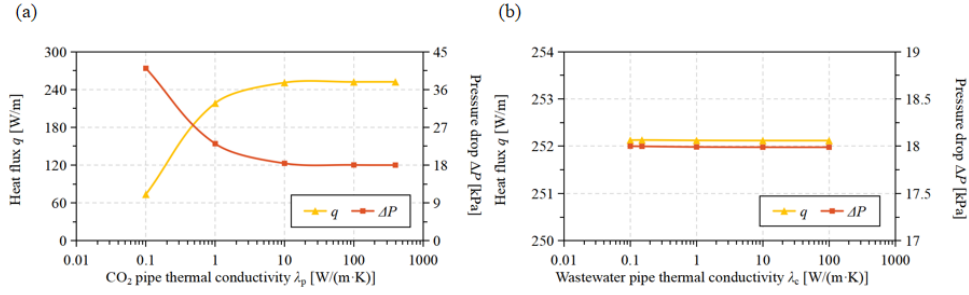 (a)
300
240
180
120
60
0
Heat flux q [W/m]
45
36
27
18
9
0
Pressure drop ΔP [kPa]
q ΔP
0.01 0.1 1 10 100 1000
CO₂ pipe thermal conductivity λp [W/(m·K)]
(b)
254
253
252
251
250
Heat flux q [W/m]
19
18.5
18
17.5
17
Pressure drop ΔP [kPa]
q ΔP
0.01 0.1 1 10 100 1000
Wastewater pipe thermal conductivity λc [W/(m·K)]